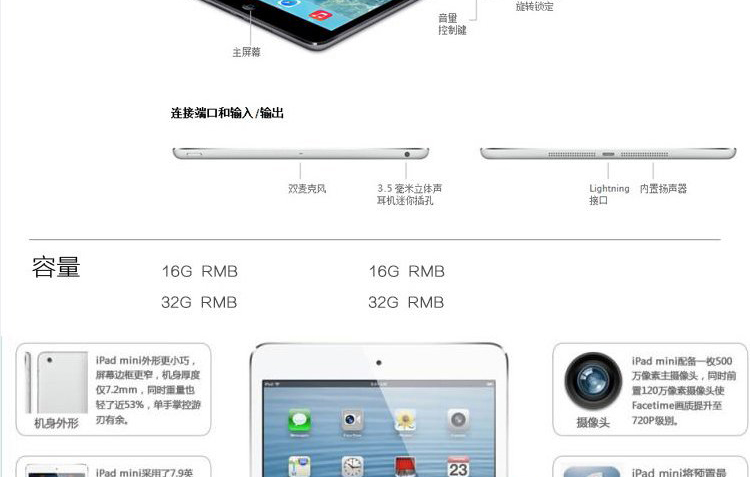 旋转锁定
音量
控制键
主屏幕
连接端口和输入/输出
双麦克风
3.5 毫米立体声
耳机迷你插孔
Lightning
接口
内置扬声器
容量
16G RMB
16G RMB
32G RMB
32G RMB
iPad mini外形更小巧，
屏幕边框更窄，机身厚度
仅7.2mm，同时重量也
轻了近53%，单手掌控游
刃有余。
机身外形
iPad
23
iPad mini配备一枚500
万像素主摄像头，同时前
置120万像素摄像头使
Facetime画质提升至
720P级别。
摄像头
iPad mini采用了7.9英
iPad mini将预置最